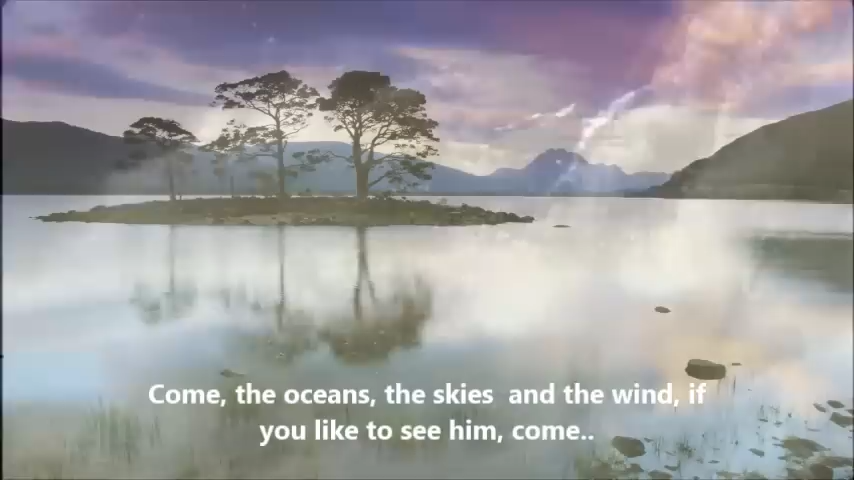 Come, the oceans, the skies  and the wind, if
you like to see him, come..